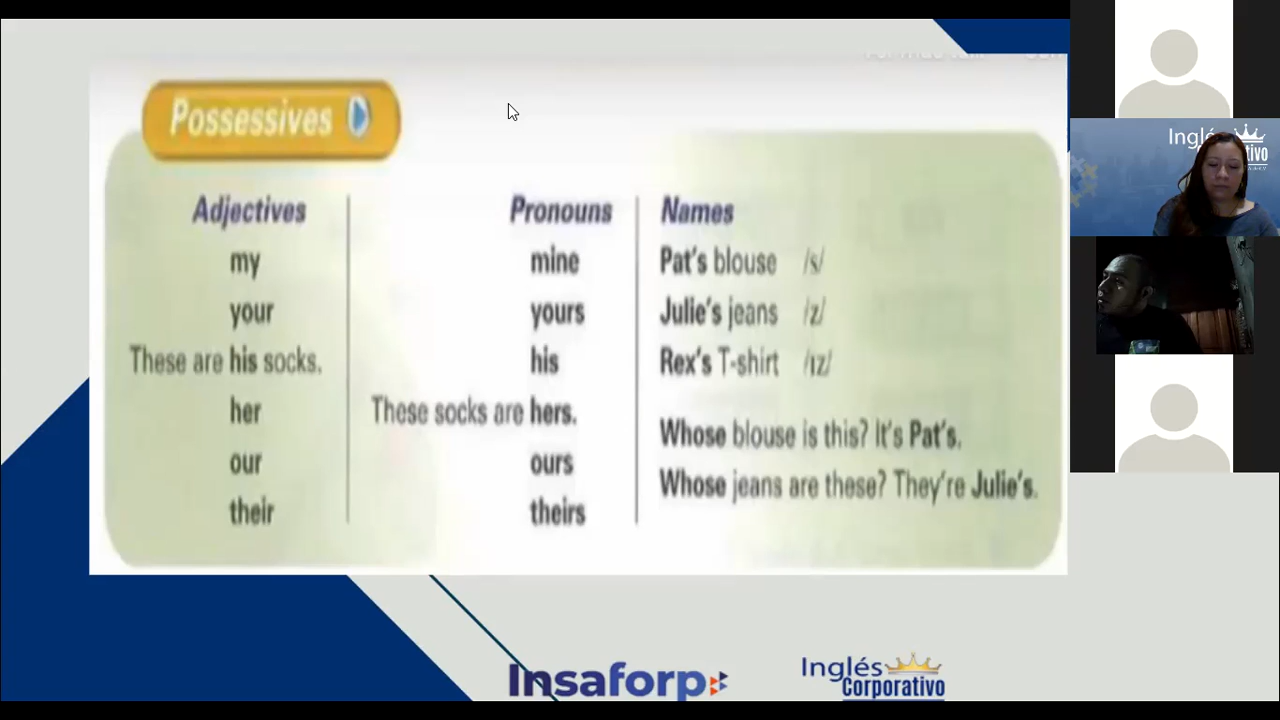 Possessives
Adjectives
my
your
These are his socks.
her
our
their
Pronouns
mine
yours
his
These socks are hers.
ours
theirs
Names
Pat's blouse /s/
Julie's jeans /z/
Rex's T-shirt /ɪz/
Whose blouse is this? It's Pat's.
Whose jeans are these? They're Julie's.
Insaforp
Inglés
Corporativo